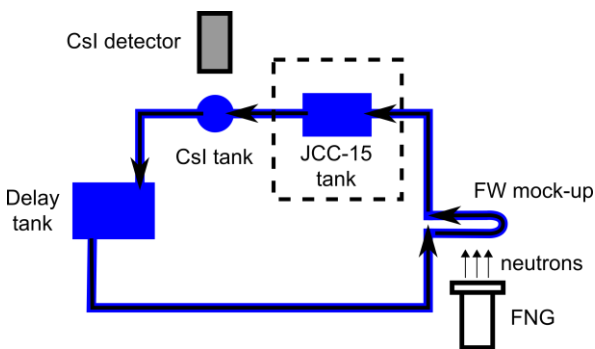 CsI detector
CsI tank
JCC-15
tank
Delay
tank
FW mock-up
neutrons
FNG